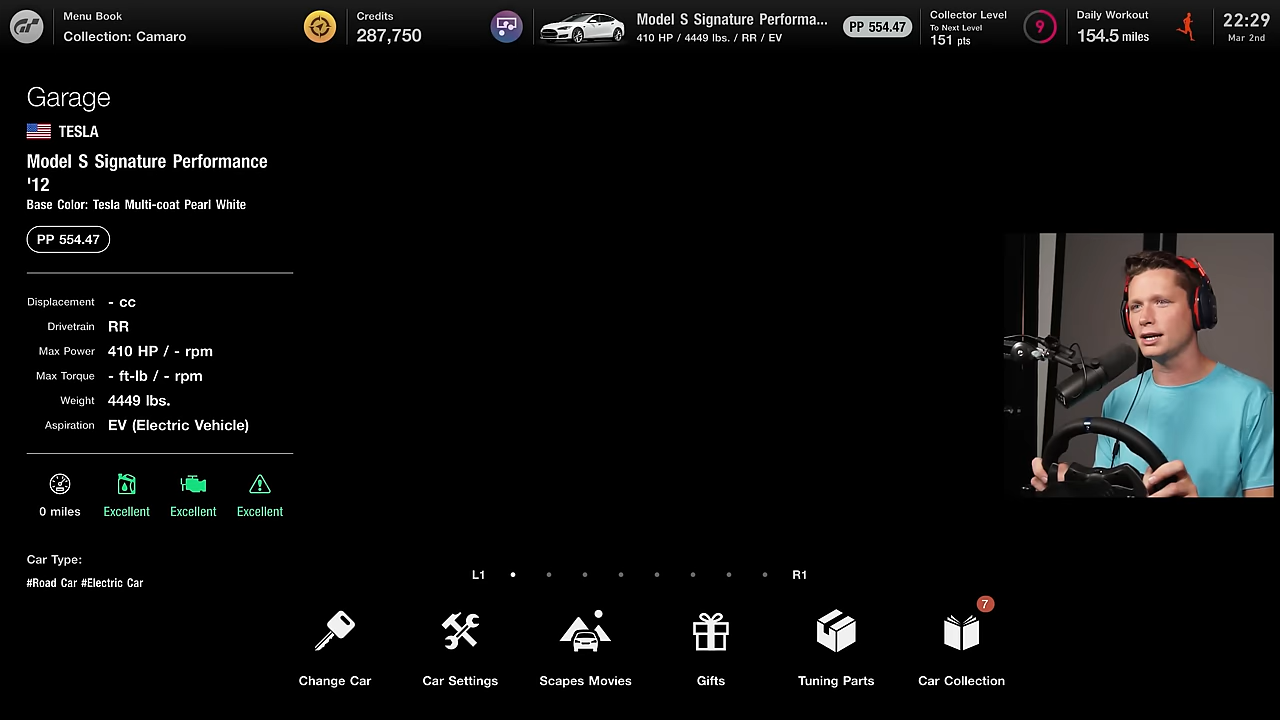 Menu Book
Collection: Camaro
Credits
287,750
Model S Signature Performa...
410 HP / 4449 lbs. / RR / EV
PP 554.47
Collector Level
To Next Level
151 pts
9
Daily Workout
154.5 miles
22:29
Mar 2nd
Garage
TESLA
Model S Signature Performance
'12
Base Color: Tesla Multi-coat Pearl White
PP 554.47
Displacement - cc
Drivetrain RR
Max Power 410 HP / - rpm
Max Torque - ft-lb / - rpm
Weight 4449 lbs.
Aspiration EV (Electric Vehicle)
0 miles Excellent Excellent Excellent
Car Type:
#Road Car #Electric Car
L1 R1
7
Change Car Car Settings Scapes Movies Gifts Tuning Parts Car Collection